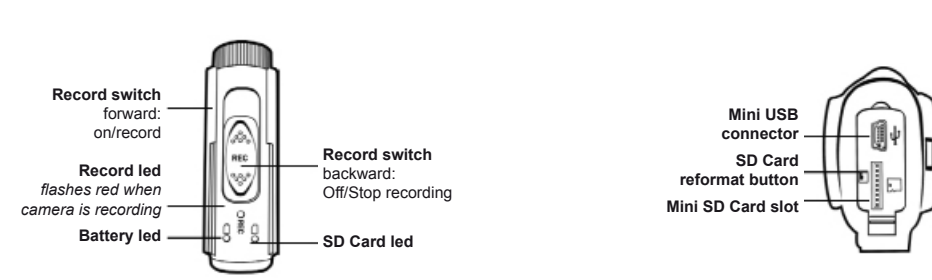 Record switch
forward:
on/record
Record led
flashes red when
camera is recording
Battery led
REC
REC
Record switch
backward:
Off/Stop recording
SD Card led
Mini USB
connector
SD Card
reformat button
Mini SD Card slot